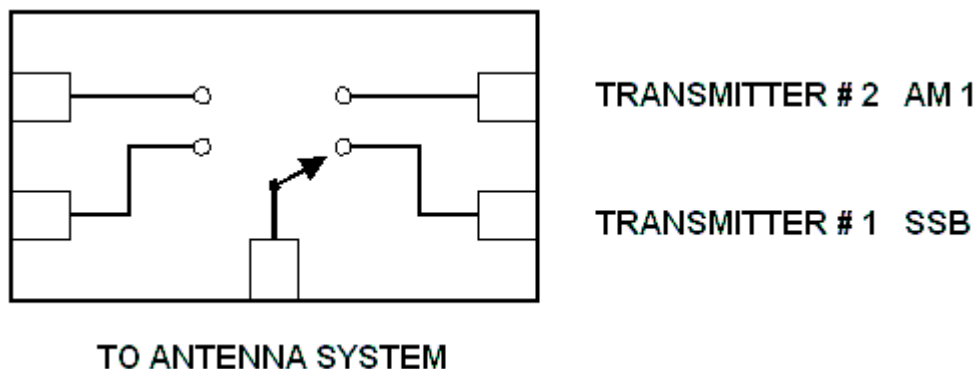 TRANSMITTER # 2 AM 1
TRANSMITTER # 1 SSB
TO ANTENNA SYSTEM